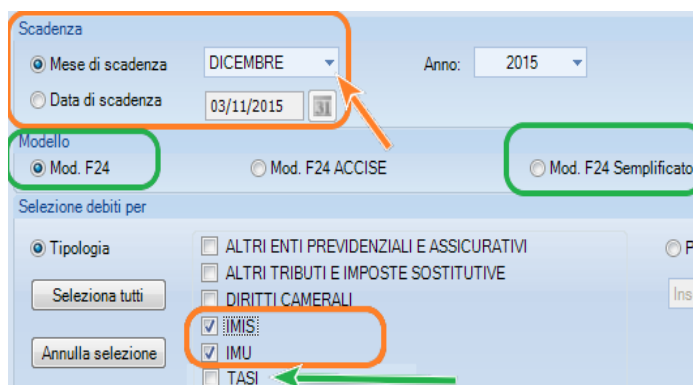 Scadenza
Mese di scadenza DICEMBRE Anno: 2015
Data di scadenza 03/11/2015 31
Modello
Mod. F24 Mod. F24 ACCISE Mod. F24 Semplificato
Selezione debiti per
Tipologia ALTRI ENTI PREVIDENZIALI E ASSICURATIVI P
ALTRI TRIBUTI E IMPOSTE SOSTITUTIVE
Seleziona tutti DIRITTI CAMERALI Ins
IMIS
Annulla selezione IMU
TASI